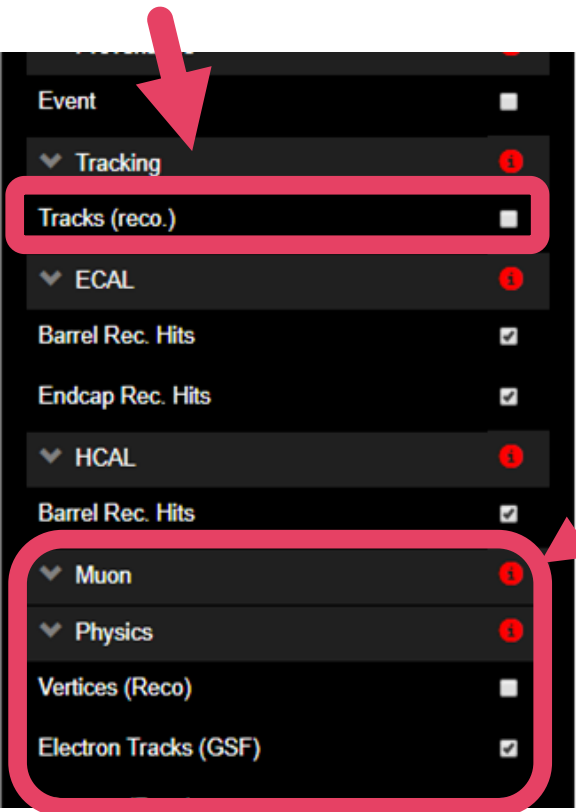 Event
Tracking
Tracks (reco.)
ECAL
Barrel Rec. Hits
Endcap Rec. Hits
HCAL
Barrel Rec. Hits
Muon
Physics
Vertices (Reco)
Electron Tracks (GSF)